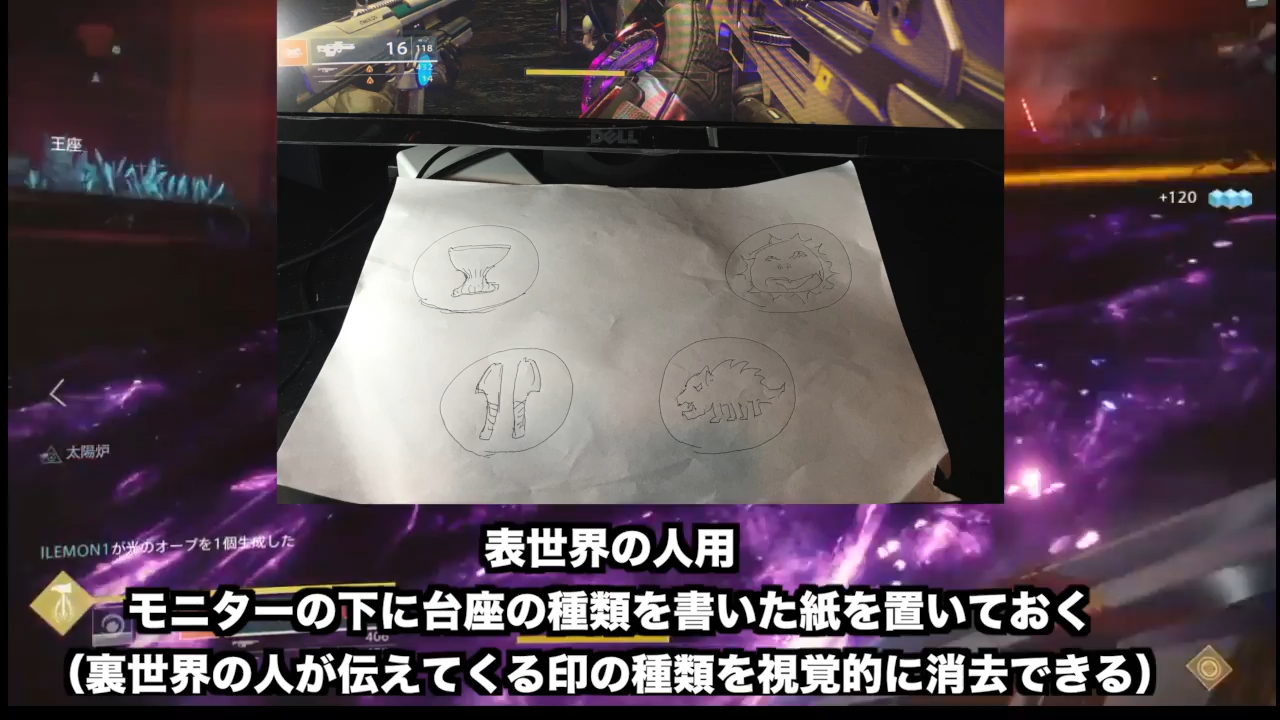 16 118
432
14
DELL
王座
+120
太陽炉
ILEMON1が光のオーブを1個生成した
406
表世界の人用
モニターの下に台座の種類を書いた紙を置いておく
（裏世界の人が伝えてくる印の種類を視覚的に消去できる）